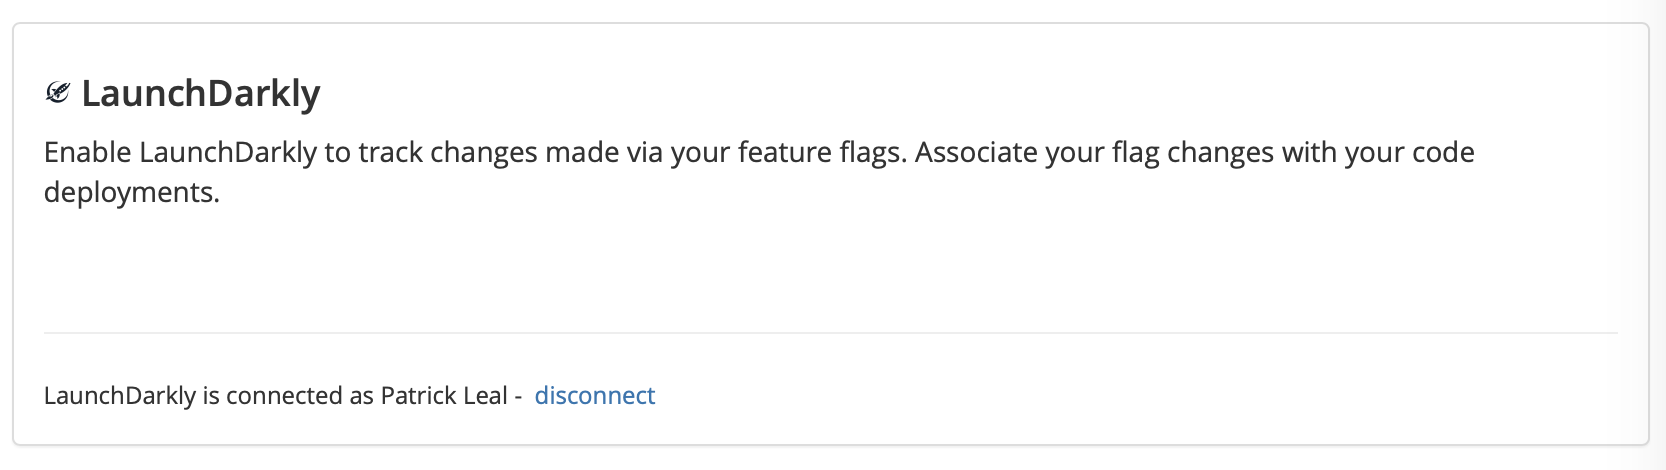 LaunchDarkly
Enable LaunchDarkly to track changes made via your feature flags. Associate your flag changes with your code
deployments.
LaunchDarkly is connected as Patrick Leal - disconnect